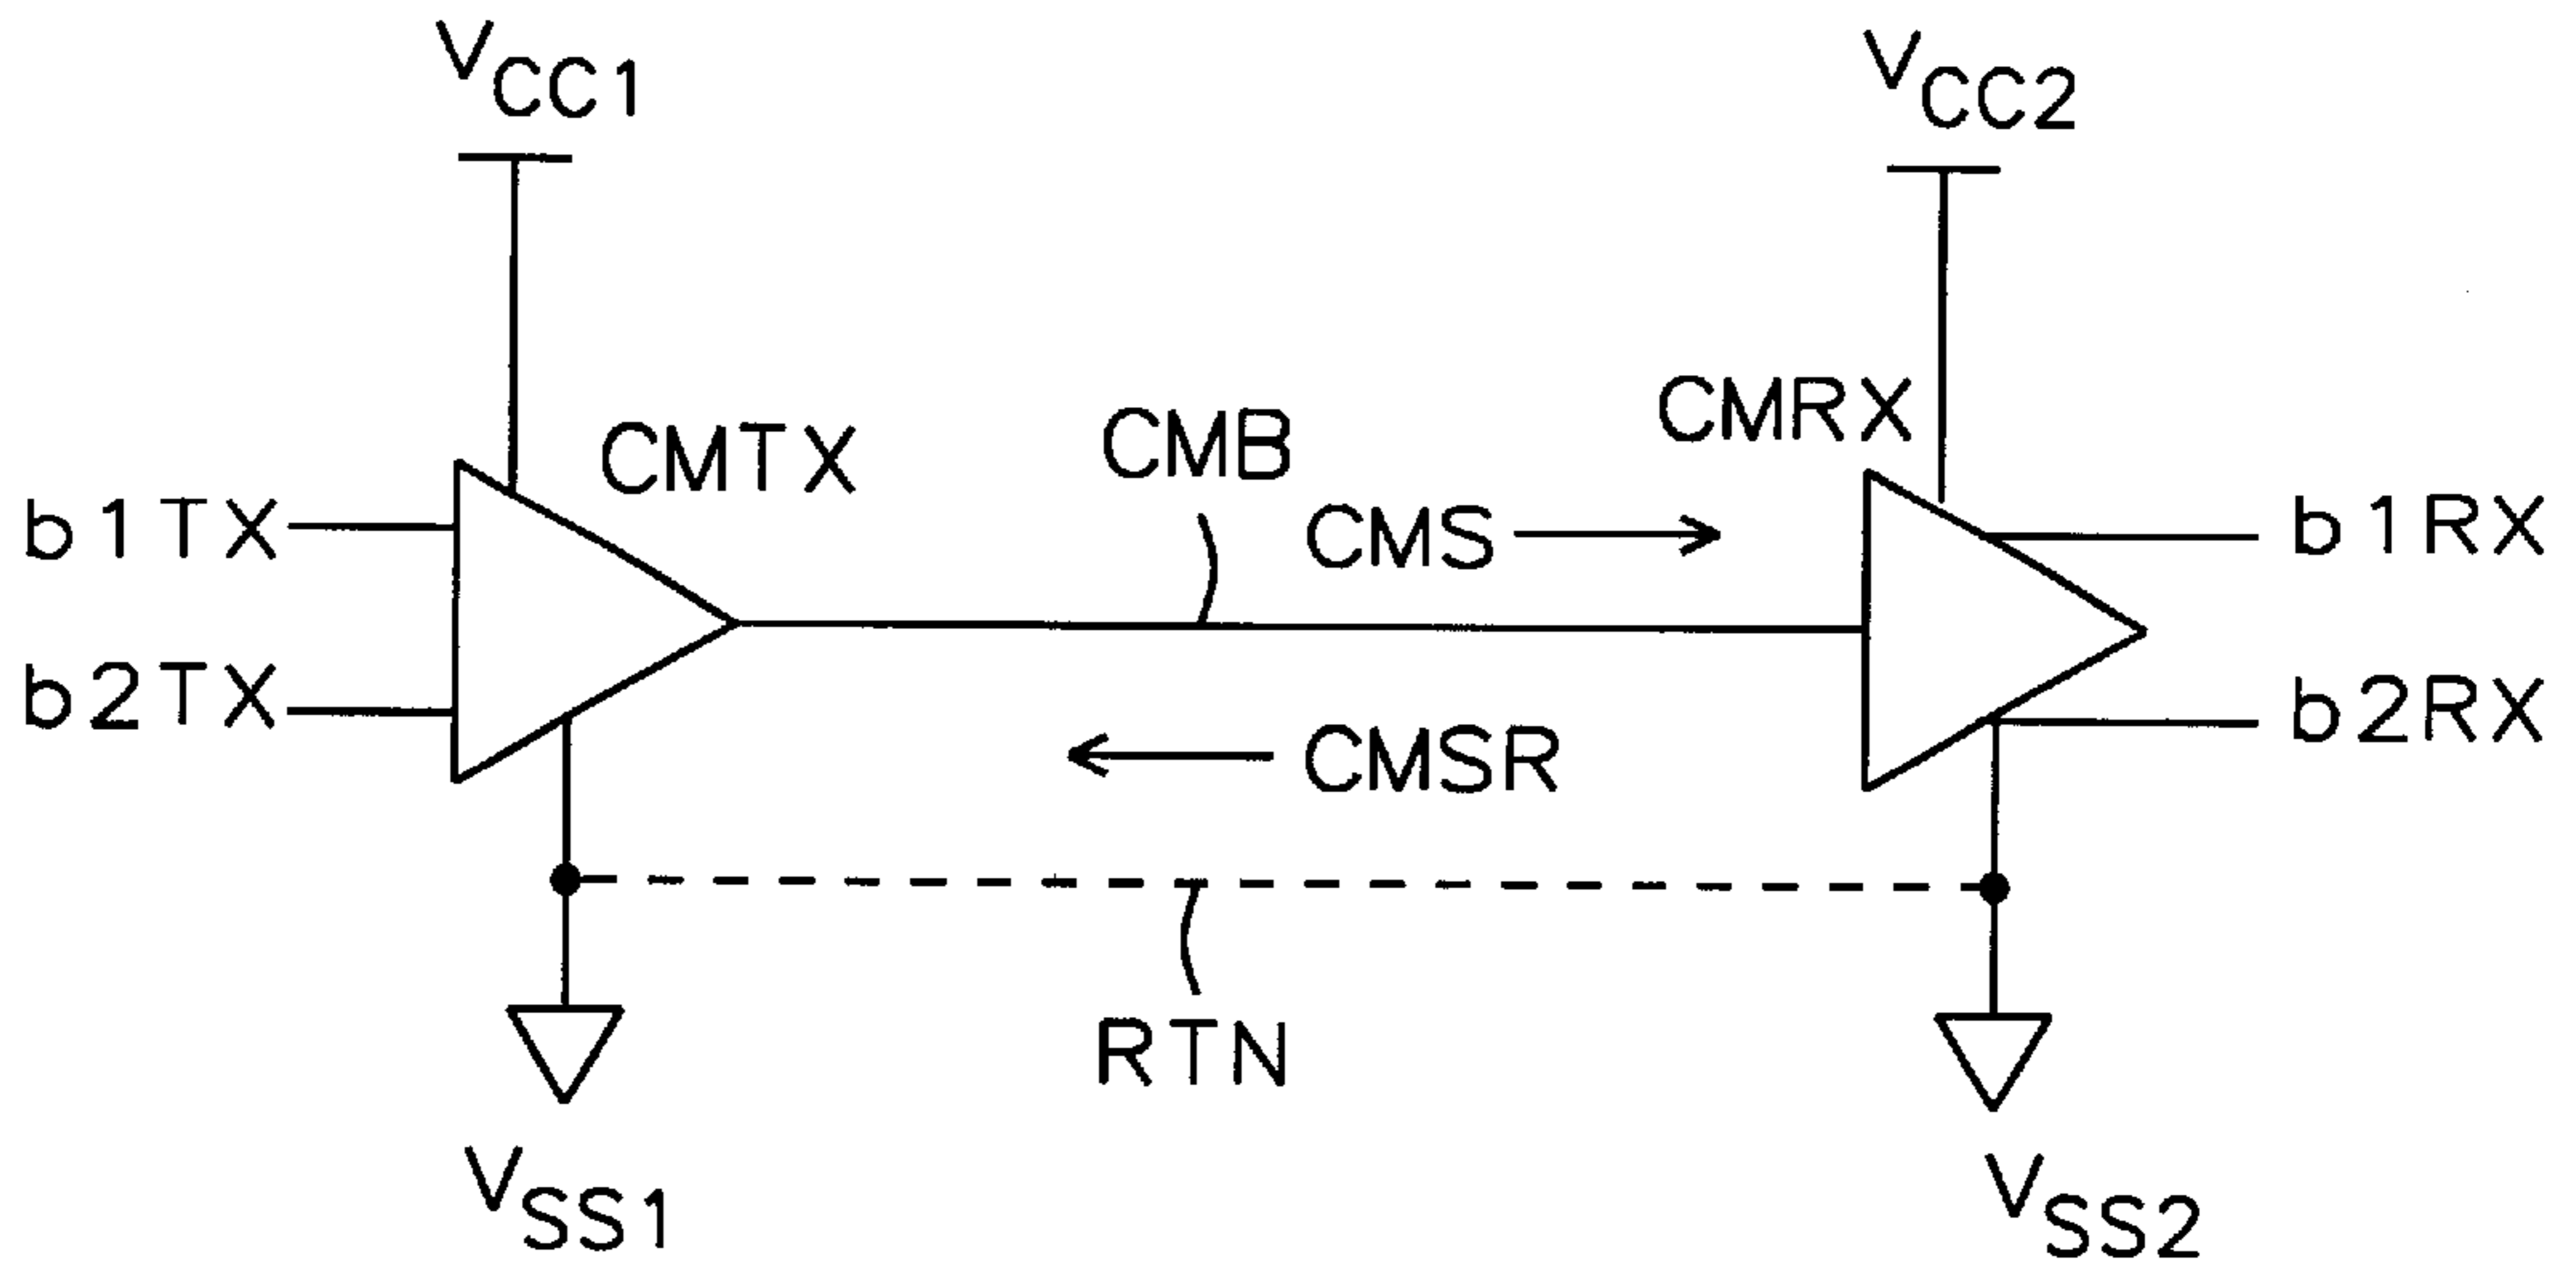 VCC1
VCC2
CMTX
CMB
CMRX
b1TX
CMS
b1RX
b2TX
CMSR
b2RX
RTN
VSS1
VSS2